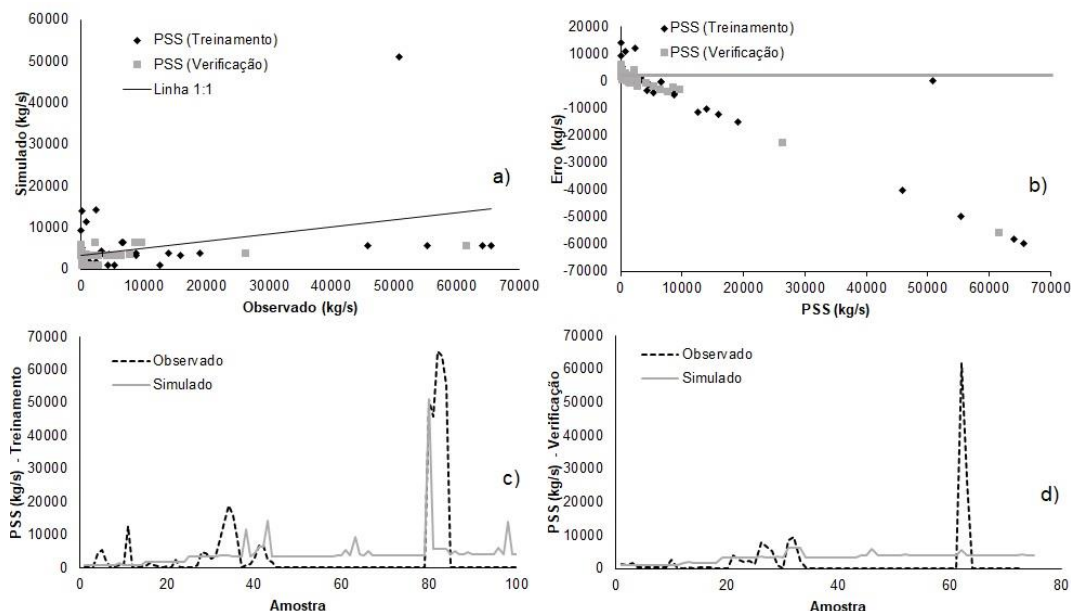 60000
50000
40000
30000
20000
10000
0
Simulado (kg/s)
PSS (Treinamento)
PSS (Verificação)
Linha 1:1
a)
0 10000 20000 30000 40000 50000 60000 70000
Observado (kg/s)
20000
10000
0
-10000
-20000
-30000
-40000
-50000
-60000
-70000
Erro (kg/s)
PSS (Treinamento)
PSS (Verificação)
b)
0 10000 20000 30000 40000 50000 60000 70000
PSS (kg/s)
70000
60000
50000
40000
30000
20000
10000
0
PSS (kg/s) - Treinamento
Observado
Simulado
c)
0 20 40 60 80 100
Amostra
70000
60000
50000
40000
30000
20000
10000
0
PSS (kg/s) - Verificação
Observado
Simulado
d)
0 20 40 60 80
Amostra